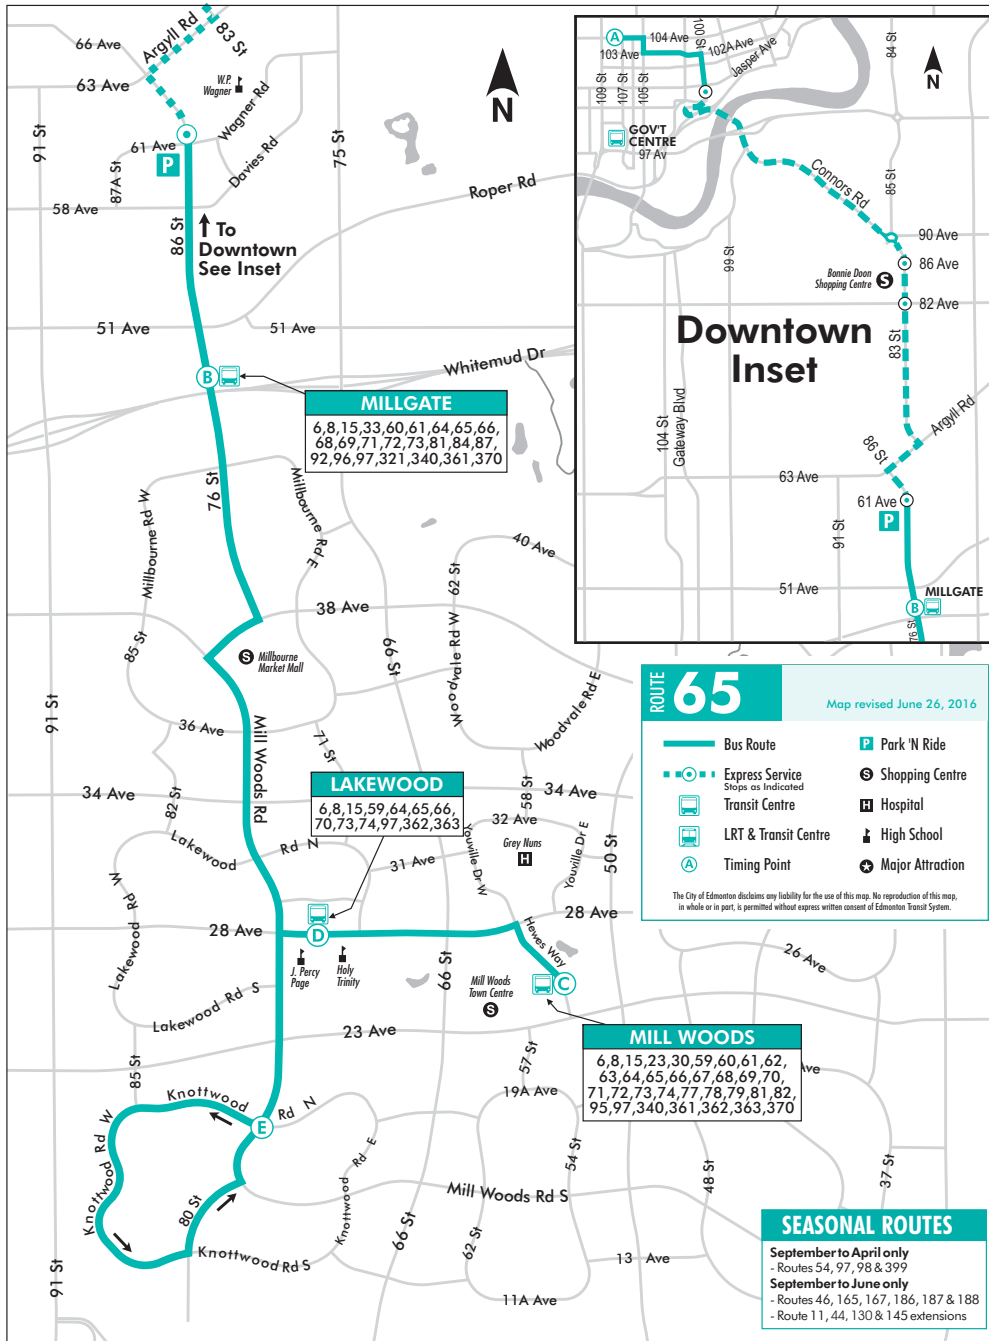 Argyll Rd
83 St
66 Ave
63 Ave
W.P.
Wagner
Wagner Rd
91 St
61 Ave
P
87A St
Davies Rd
75 St
58 Ave
86 St
To
Downtown
See Inset
Roper Rd
N
51 Ave
51 Ave
Whitemud Dr
B
MILLGATE
6,8,15,33,60,61,64,65,66,
68,69,71,72,73,81,84,87,
92,96,97,321,340,361,370
76 St
Millbourne Rd W
Millbourne Rd E
40 Ave
62 St
38 Ave
85 St
S
Millbourne
Market Mall
66 St
Woodvale Rd W
Woodvale Rd E
91 St
36 Ave
Mill Woods Rd
71 St
34 Ave
82 St
LAKEWOOD
6,8,15,59,64,65,66,
70,73,74,97,362,363
58 St
34 Ave
32 Ave
Grey Nuns
H
Youville Dr W
Youville Dr E
50 St
Lakewood
Rd N
31 Ave
Lakewood Rd W
28 Ave
D
28 Ave
Hewes Way
J. Percy
Page
Holy
Trinity
66 St
Mill Woods
Town Centre
S
C
26 Ave
Lakewood Rd S
23 Ave
MILL WOODS
6,8,15,23,30,59,60,61,62,
63,64,65,66,67,68,69,70,
71,72,73,74,77,78,79,81,82,
95,97,340,361,362,363,370
Ave
57 St
85 St
19A Ave
Knottwood
Rd N
E
Knottwood Rd W
Knottwood Rd E
80 St
54 St
48 St
37 St
Mill Woods Rd S
66 St
62 St
Knottwood Rd S
13 Ave
91 St
11A Ave
A
104 Ave
103 Ave
100 St
102A Ave
Jasper Ave
84 St
N
109 St
107 St
105 St
GOV'T
CENTRE
97 Av
Connors Rd
85 St
99 St
90 Ave
86 Ave
Bonnie Doon
Shopping Centre
S
82 Ave
Downtown
Inset
83 St
104 St
Gateway Blvd
Argyll Rd
86 St
63 Ave
61 Ave
P
91 St
51 Ave
MILLGATE
B
76 St
ROUTE 65
Map revised June 26, 2016
Bus Route
P Park 'N Ride
Express Service
Stops as Indicated
S Shopping Centre
Transit Centre
H Hospital
LRT & Transit Centre
High School
A Timing Point
Major Attraction
The City of Edmonton disclaims any liability for the use of this map. No reproduction of this map,
in whole or in part, is permitted without express written consent of Edmonton Transit System.
SEASONAL ROUTES
September to April only
- Routes 54, 97, 98 & 399
September to June only
- Routes 46, 165, 167, 186, 187 & 188
- Route 11, 44, 130 & 145 extensions